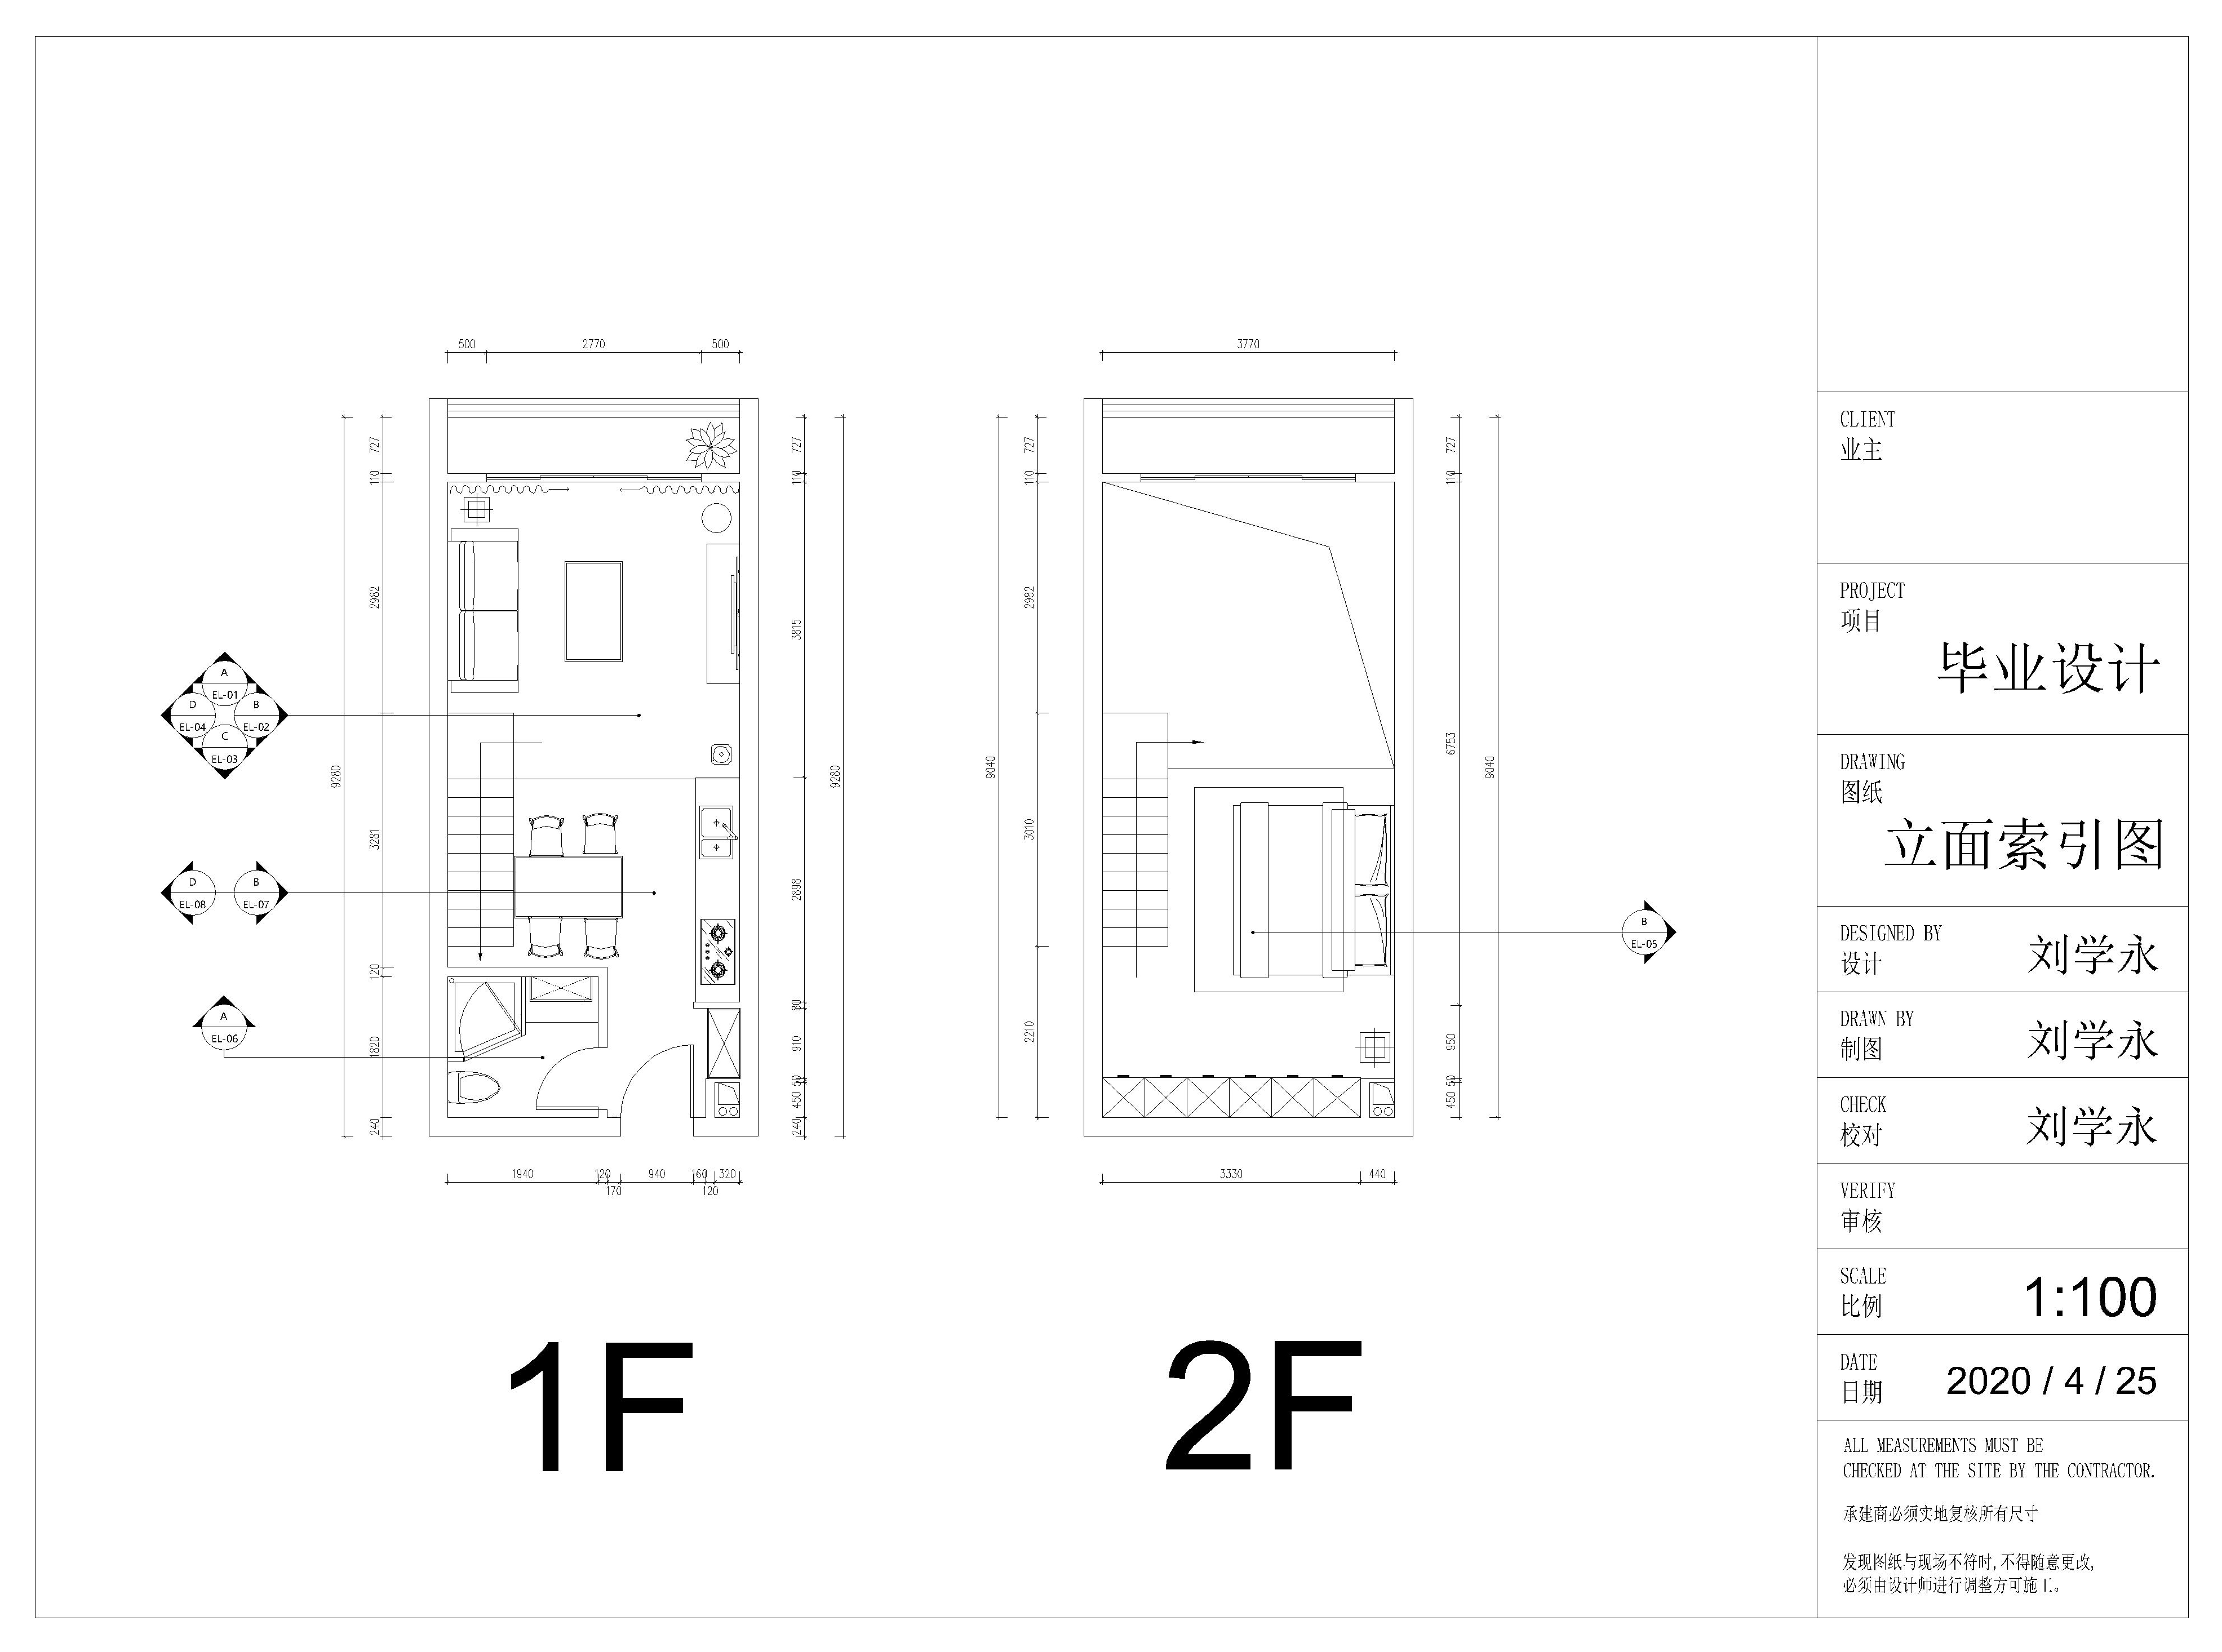 500 2770 500
727
110
2982
3281
9280
120
1820
240
727
110
3815
9280
2898
80
910
50
450
240
1940 120 940 160 320
170 120
A
EL-01
D B
EL-04 EL-02
C
EL-03
D B
EL-08 EL-07
A
EL-06
1F
3770
727
110
2982
9040
3010
2210
727
110
6753
9040
950
50
450
3330 440
B
EL-05
2F
CLIENT
业主
PROJECT
项目
毕业设计
DRAWING
图纸
立面索引图
DESIGNED BY
设计
刘学永
DRAWN BY
制图
刘学永
CHECK
校对
刘学永
VERIFY
审核
SCALE
比例
1:100
DATE
日期
2020 / 4 / 25
ALL MEASUREMENTS MUST BE
CHECKED AT THE SITE BY THE CONTRACTOR.
承建商必须实地复核所有尺寸
发现图纸与现场不符时,不得随意更改,
必须由设计师进行调整方可施工。